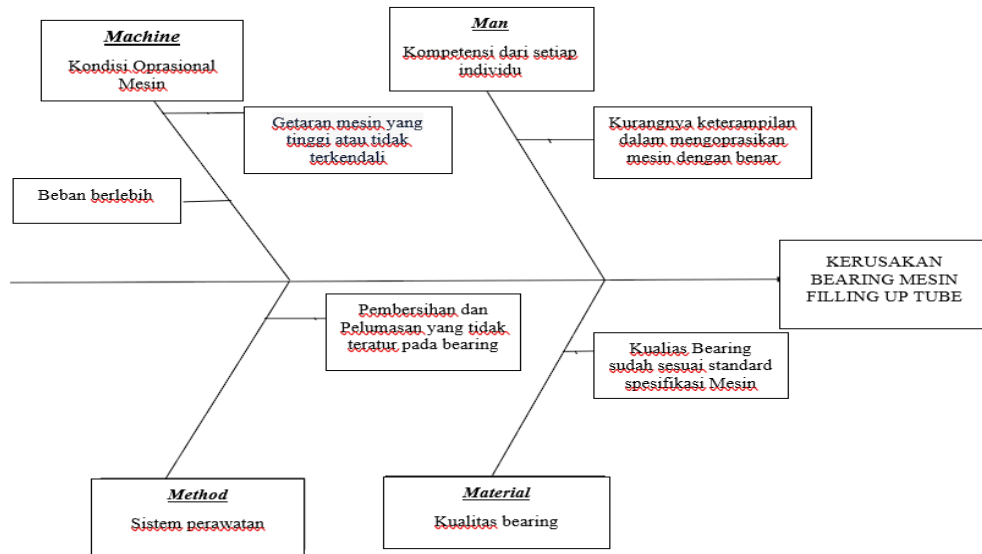 Machine
Kondisi Oprasional
Mesin
Man
Kompetensi dari setiap
individu
Getaran mesin yang
tinggi atau tidak
terkendali
Kurangnya keterampilan
dalam mengoprasikan
mesin dengan benar
Beban berlebih
KERUSAKAN
BEARING MESIN
FILLING UP TUBE
Pembersihan dan
Pelumasan yang tidak
teratur pada bearing
Kualias Bearing
sudah sesuai standard
spesifikasi Mesin
Method
Sistem perawatan
Material
Kualitas bearing